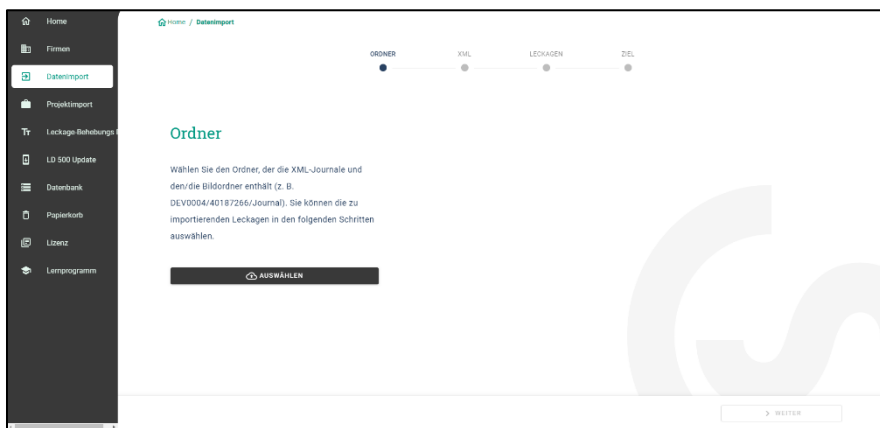 Home
Firmen
Datenimport
Projektimport
Leckage-Behebungs
LD 500 Update
Datenbank
Papierkorb
Lizenz
Lernprogramm
Home / Datenimport
ORDNER XML LECKAGEN ZIEL
Ordner
Wählen Sie den Ordner, der die XML-Journale und
den/die Bildordner enthält (z. B.
DEV0004/40187266/Journal). Sie können die zu
importierenden Leckagen in den folgenden Schritten
auswählen.
AUSWÄHLEN
> WEITER